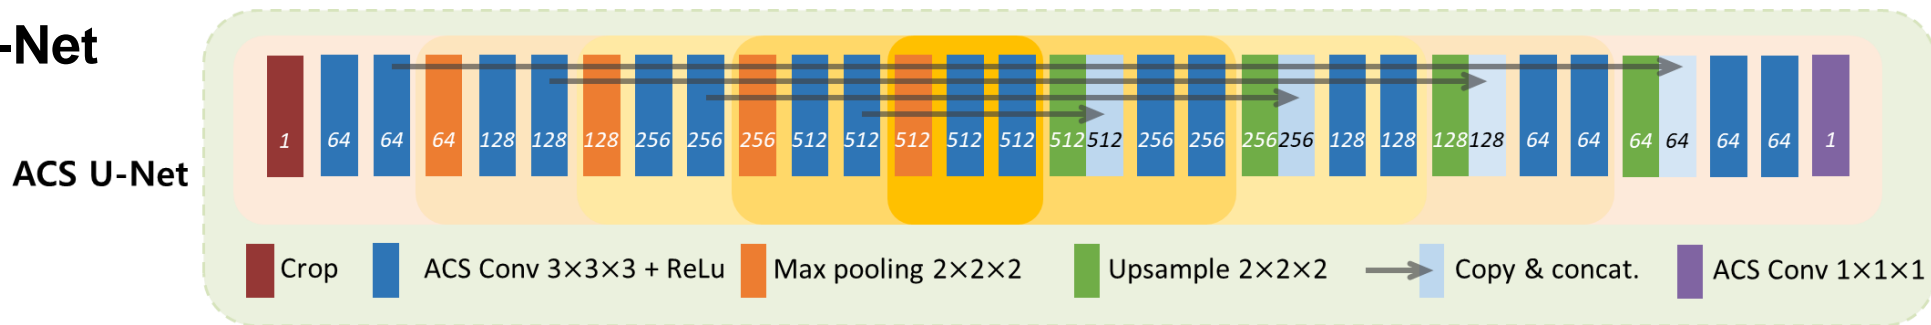 -Net
1 64 64 64 128 128 128 256 256 256 512 512 512 512 512 512 512 256 256 256 256 128 128 128 128 64 64 64 64 64 64 1
ACS U-Net
Crop ACS Conv 3×3×3 + ReLu Max pooling 2×2×2 Upsample 2×2×2 Copy & concat. ACS Conv 1×1×1